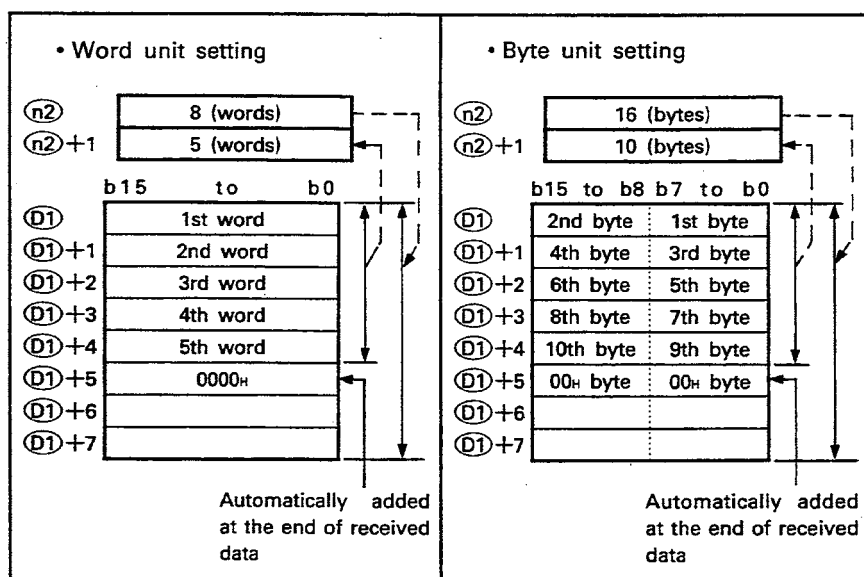 • Word unit setting
n2 8 (words)
n2+1 5 (words)
b15 to b0
D1 1st word
D1+1 2nd word
D1+2 3rd word
D1+3 4th word
D1+4 5th word
D1+5 0000H
D1+6
D1+7
Automatically added
at the end of received
data
• Byte unit setting
n2 16 (bytes)
n2+1 10 (bytes)
b15 to b8 b7 to b0
D1 2nd byte 1st byte
D1+1 4th byte 3rd byte
D1+2 6th byte 5th byte
D1+3 8th byte 7th byte
D1+4 10th byte 9th byte
D1+5 00H byte 00H byte
D1+6
D1+7
Automatically added
at the end of received
data